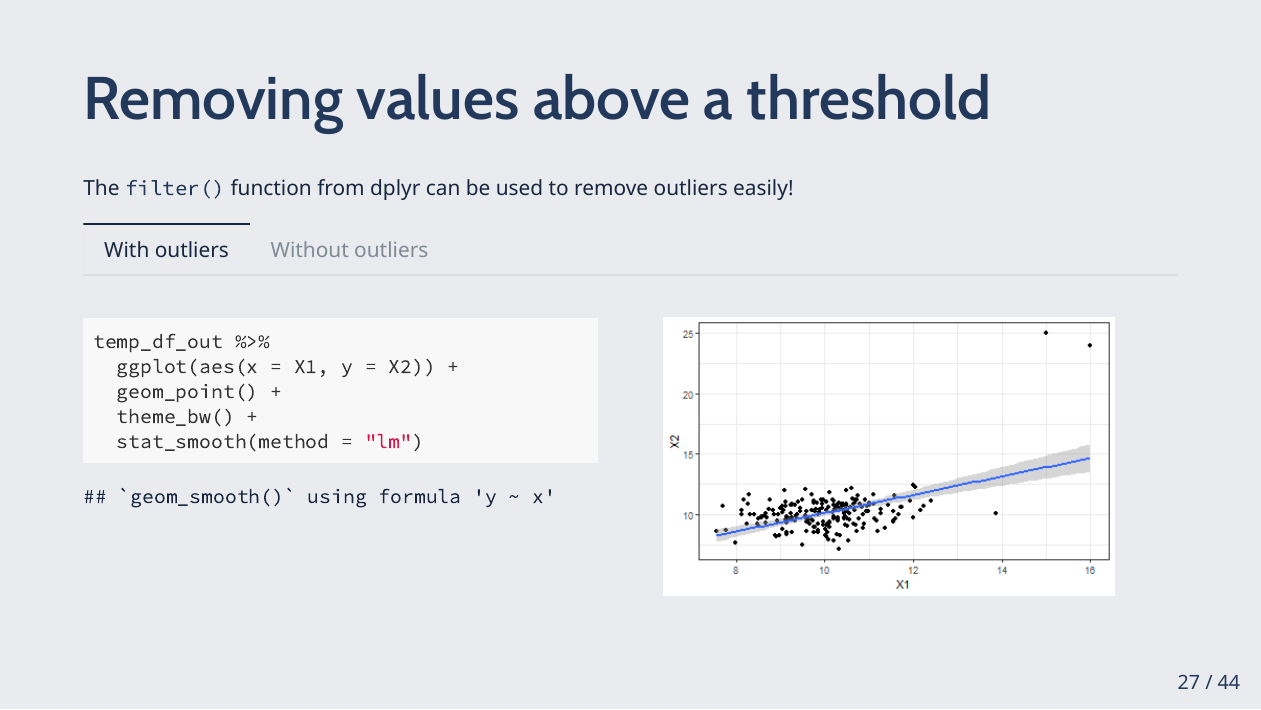 Removing values above a threshold
The filter() function from dplyr can be used to remove outliers easily!
With outliers Without outliers
temp_df_out %>%
  ggplot(aes(x = X1, y = X2)) +
  geom_point() +
  theme_bw() +
  stat_smooth(method = "lm")
## `geom_smooth()` using formula 'y ~ x'
25
20
15
10
X2
8 10 12 14 16
X1
27 / 44